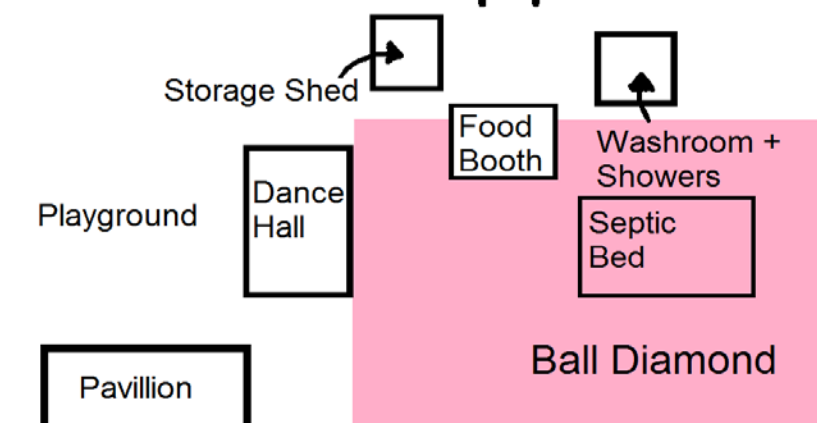 Storage Shed
Food
Booth
Washroom +
Showers
Dance
Hall
Playground
Septic
Bed
Ball Diamond
Pavillion